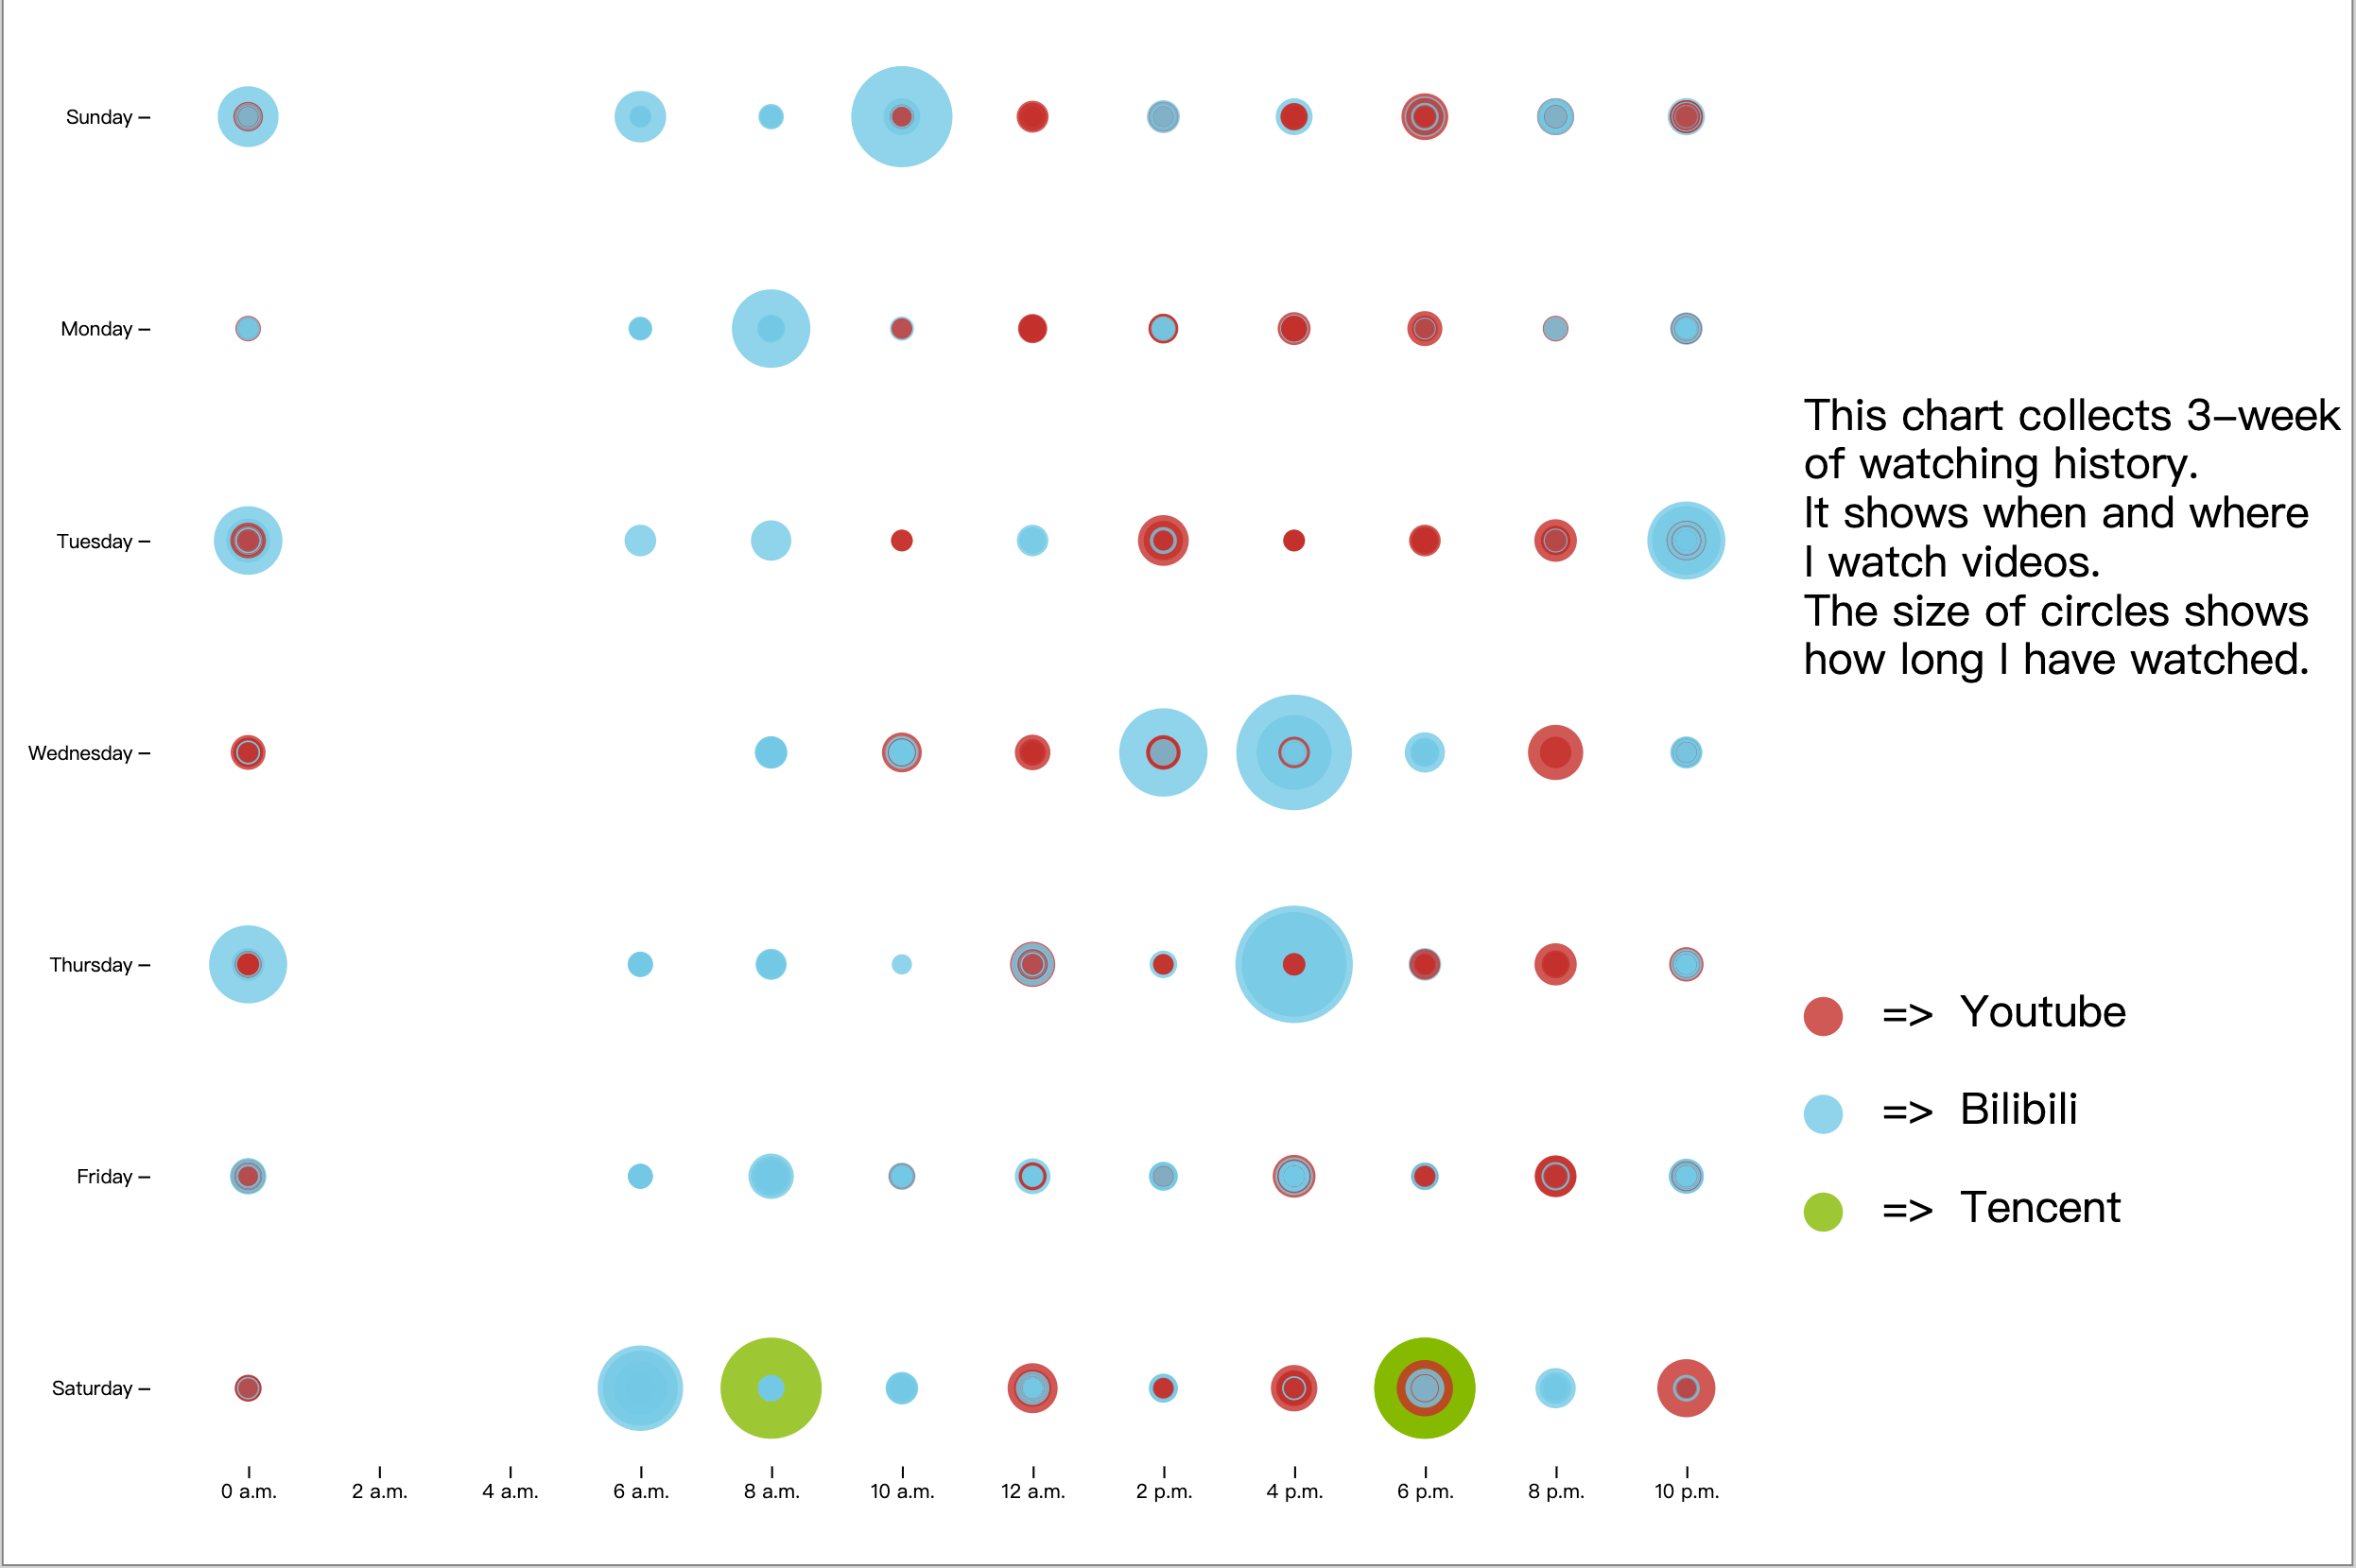 Sunday
Monday
This chart collects 3-week
of watching history.
It shows when and where
I watch videos.
The size of circles shows
how long I have watched.
Tuesday
Wednesday
Thursday
=> Youtube
=> Bilibili
Friday
=> Tencent
Saturday
0 a.m. 2 a.m. 4 a.m. 6 a.m. 8 a.m. 10 a.m. 12 a.m. 2 p.m. 4 p.m. 6 p.m. 8 p.m. 10 p.m.